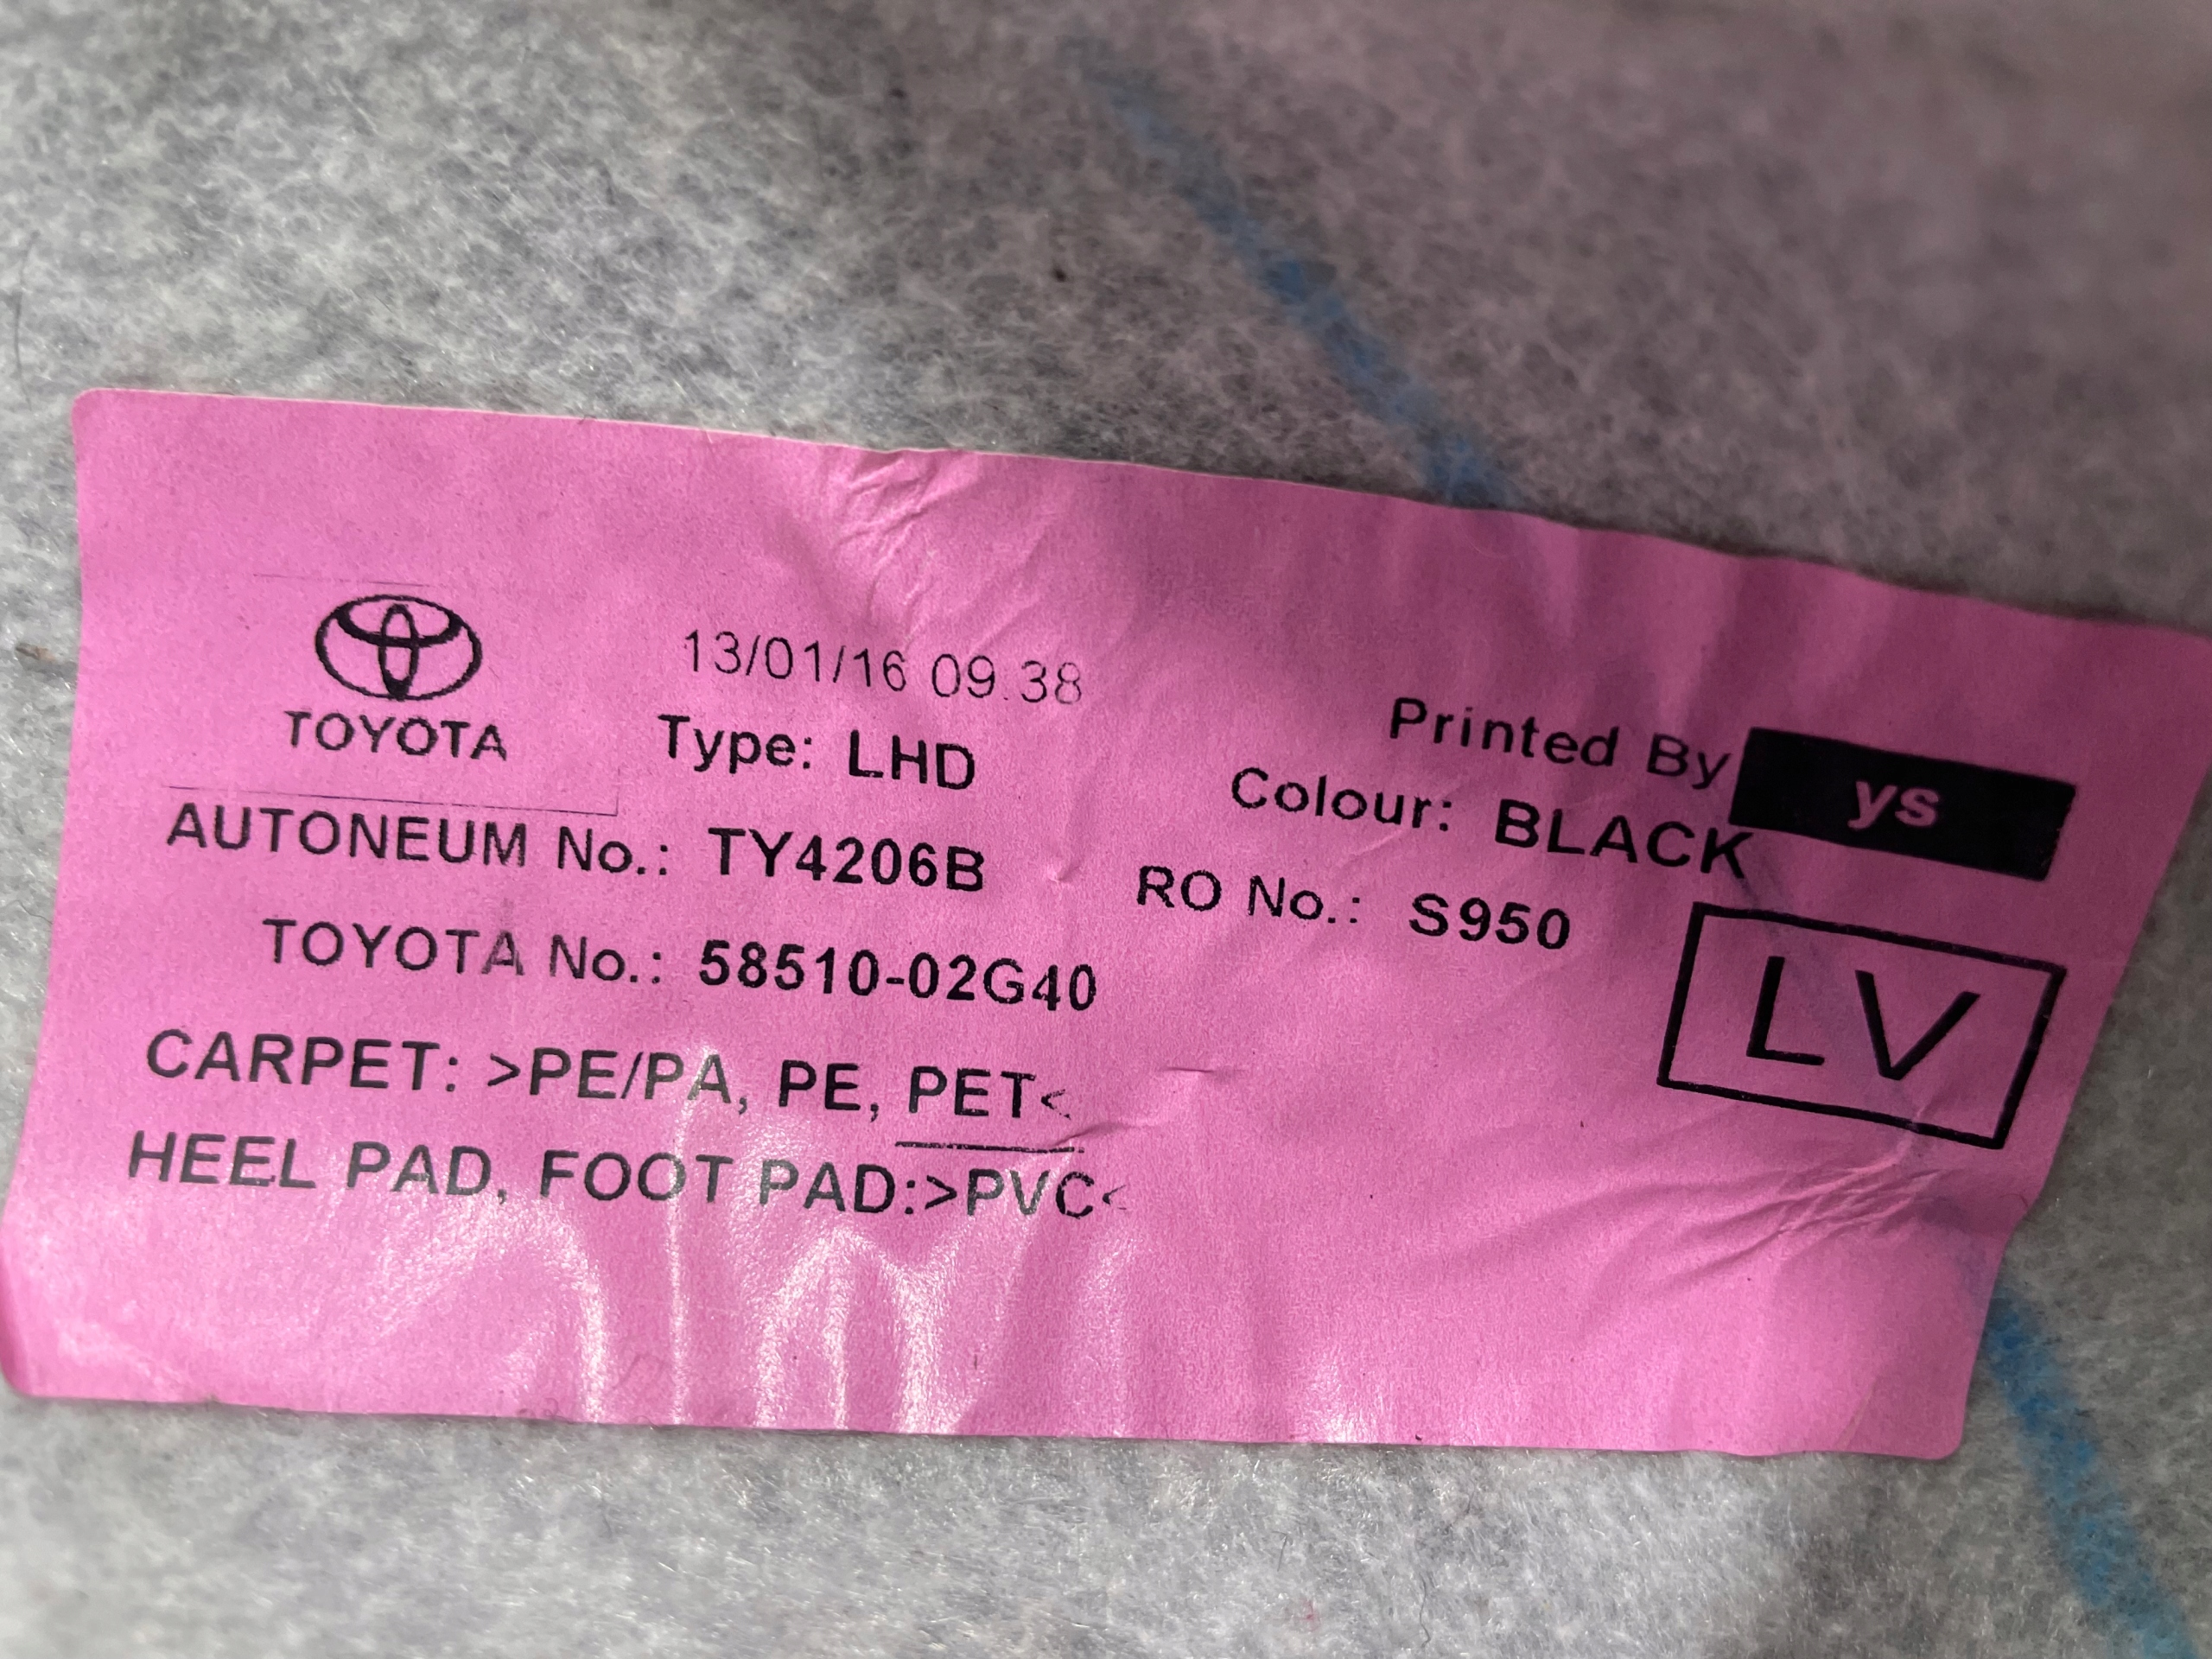 13/01/16 09.38
TOYOTA
Type: LHD
Printed By ys
Colour: BLACK
AUTONEUM No.: TY4206B
RO No.: S950
TOYOTA No.: 58510-02G40
LV
CARPET: >PE/PA, PE, PET<
HEEL PAD, FOOT PAD:>PVC<